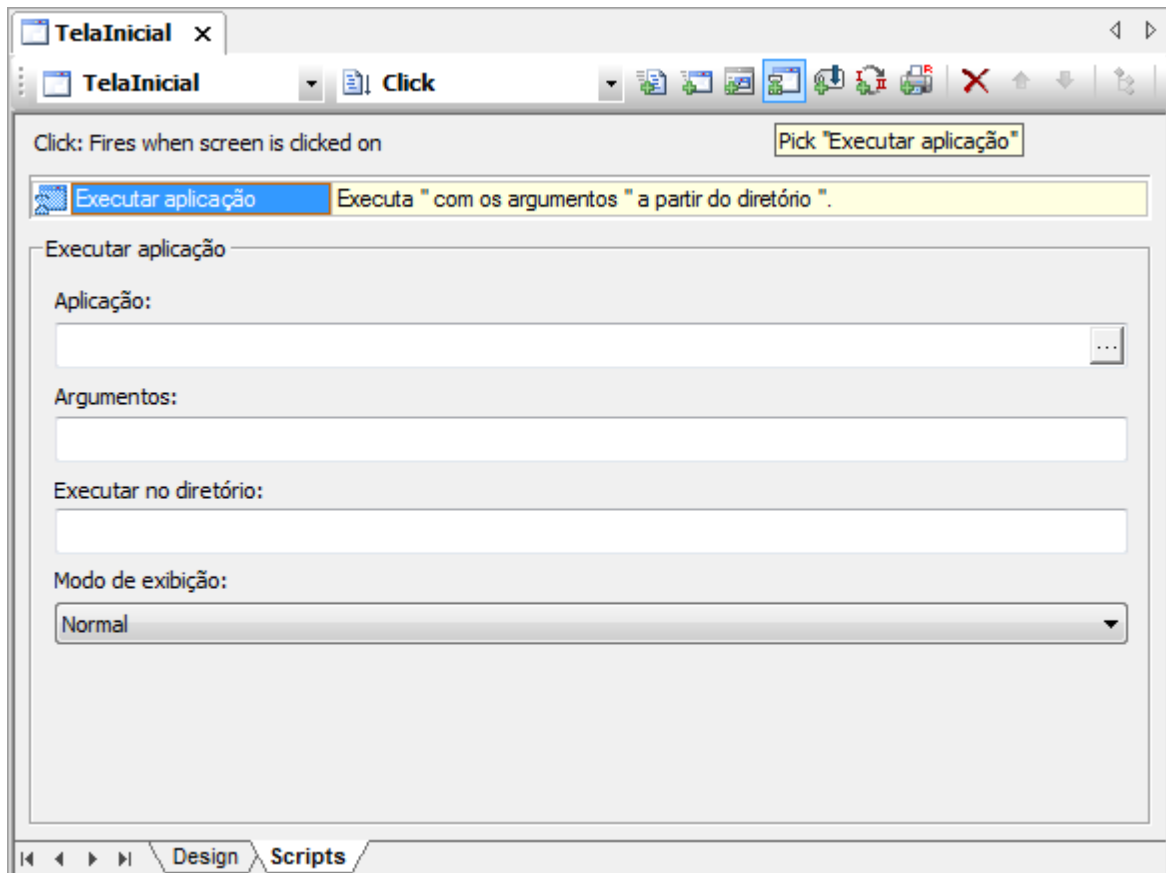 TelaInicial X
TelaInicial Click
Click: Fires when screen is clicked on
Pick "Executar aplicação"
Executar aplicação Executa '' com os argumentos '' a partir do diretório ''.
Executar aplicação
Aplicação:
...
Argumentos:
Executar no diretório:
Modo de exibição:
Normal
Design Scripts